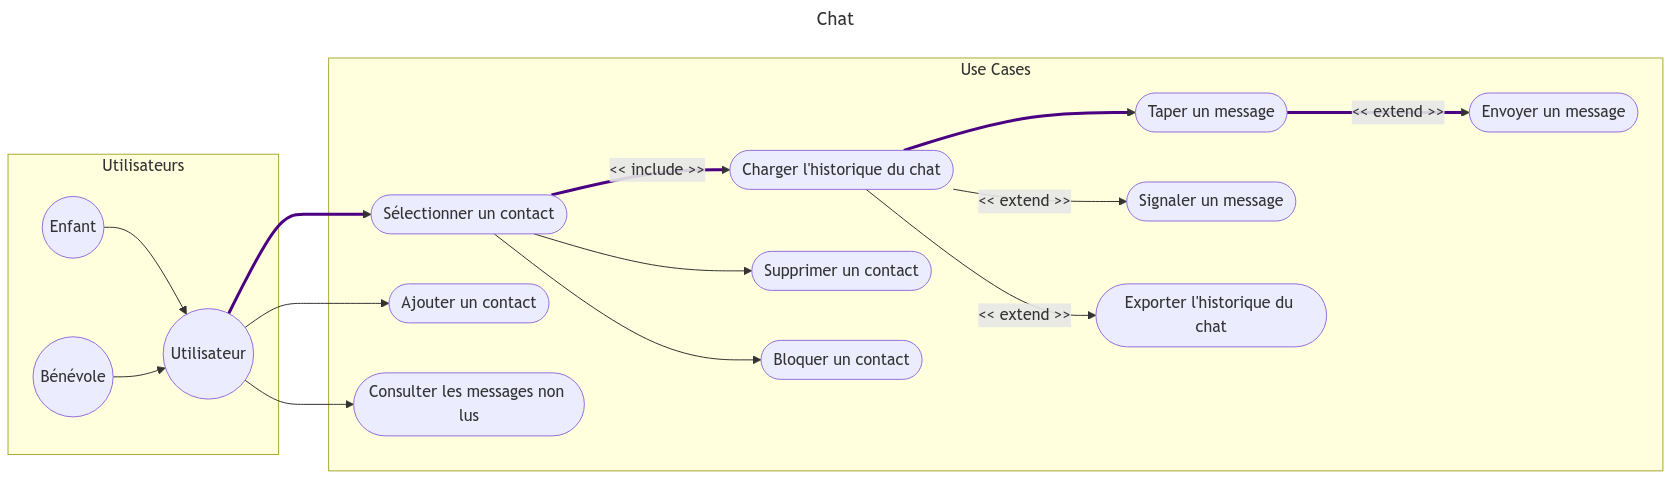 Chat
Utilisateurs
Enfant
Bénévole
Utilisateur
Use Cases
Sélectionner un contact
Ajouter un contact
Consulter les messages non
lus
<< include >>
Charger l'historique du chat
Supprimer un contact
Bloquer un contact
Taper un message
<< extend >>
Envoyer un message
<< extend >>
Signaler un message
<< extend >>
Exporter l'historique du
chat